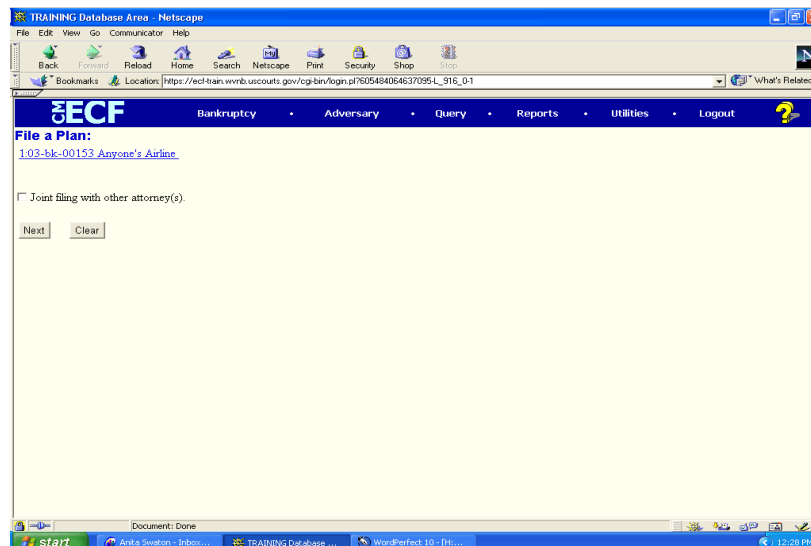 TRAINING Database Area - Netscape
File Edit View Go Communicator Help
Back Forward Reload Home Search Netscape Print Security Shop Stop
Bookmarks Location: https://ecf-train.wvnb.uscourts.gov/cgi-bin/login.pl?605484064637095-L_916_0-1 What's Related
CM ECF Bankruptcy • Adversary • Query • Reports • Utilities • Logout ?
File a Plan:
1:03-bk-00153 Anyone's Airline
Joint filing with other attorney(s).
Next Clear
Document: Done
start Anita Swaton - Inbox... TRAINING Database ... WordPerfect 10 - [H:... 12:28 PM